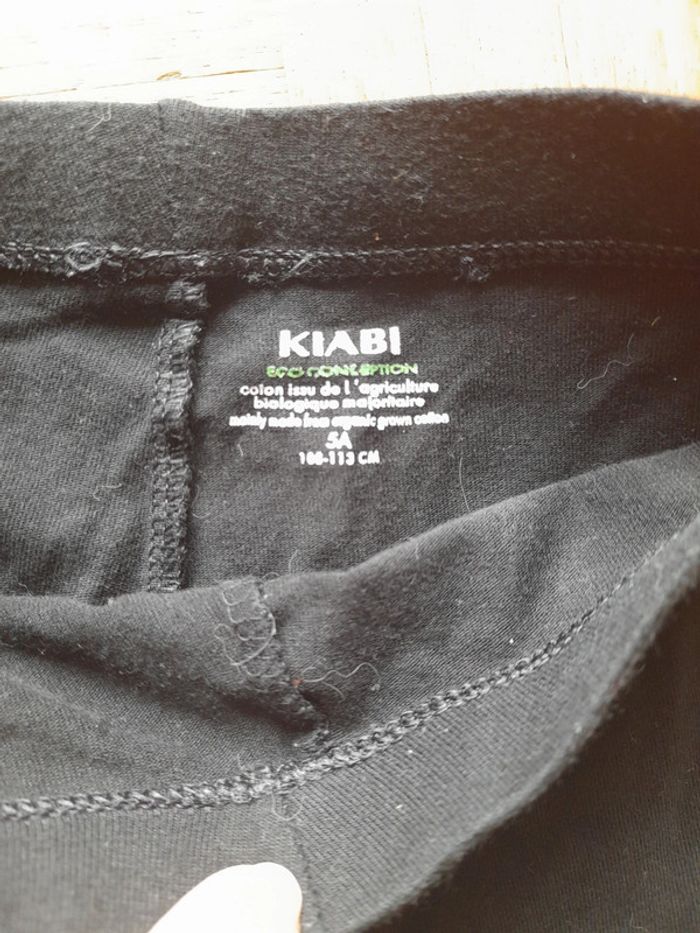 KIABI
ECO CONCEPTION
coton issu de l'agriculture
biologique majoritaire
mainly made from organic grown cotton
5A
108-113 CM